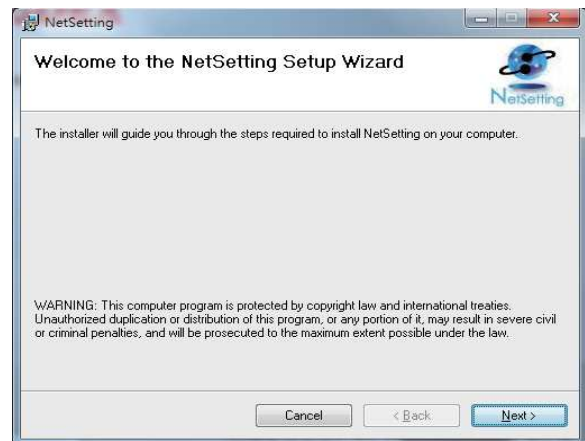 NetSetting
Welcome to the NetSetting Setup Wizard
NetSetting
The installer will guide you through the steps required to install NetSetting on your computer.
WARNING: This computer program is protected by copyright law and international treaties.
Unauthorized duplication or distribution of this program, or any portion of it, may result in severe civil
or criminal penalties, and will be prosecuted to the maximum extent possible under the law.
Cancel < Back Next >